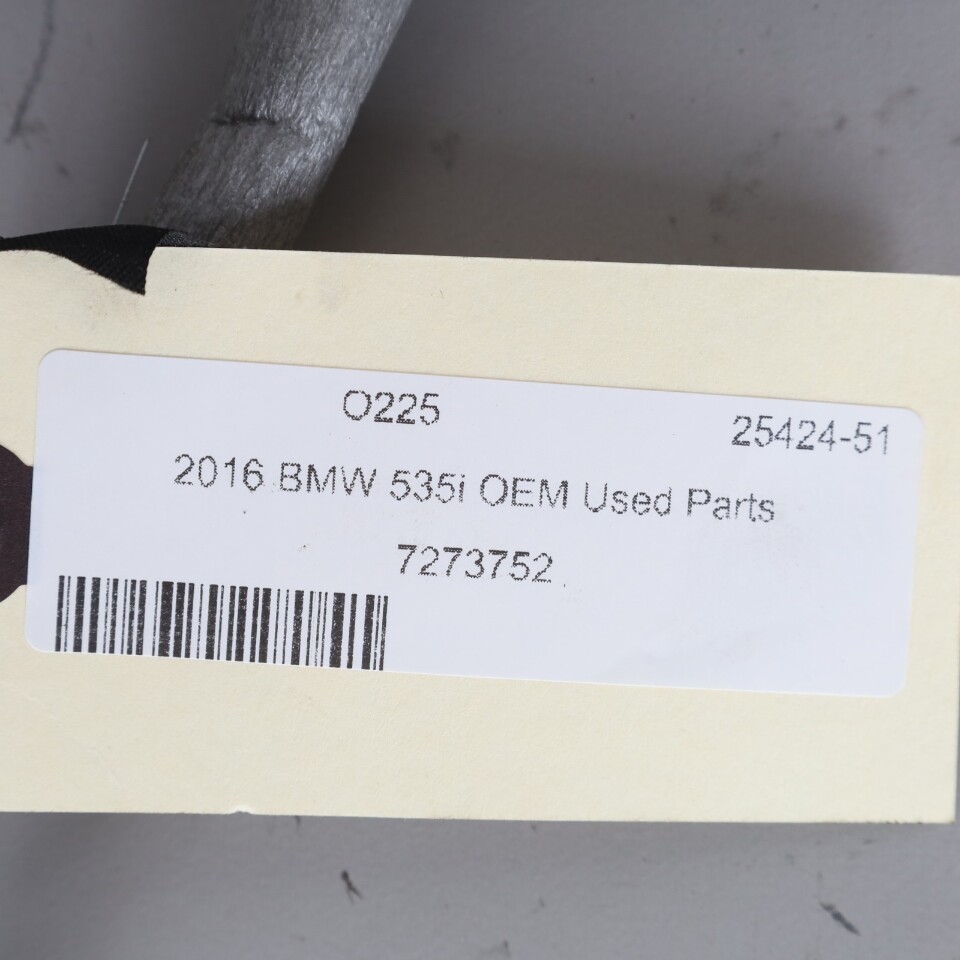 O225
25424-51
2016 BMW 535i OEM Used Parts
7273752